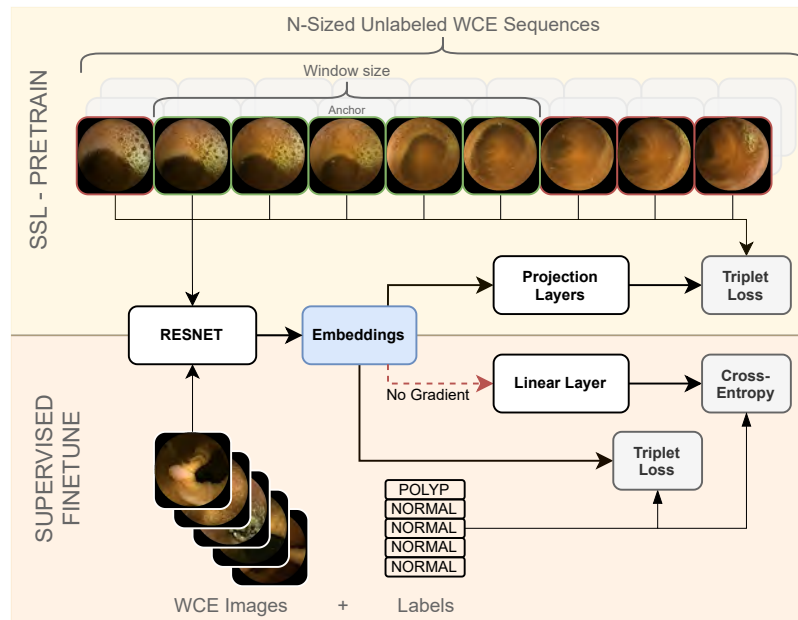 N-Sized Unlabeled WCE Sequences
Window size
Anchor
SSL - PRETRAIN
Projection
Layers
Triplet
Loss
RESNET
Embeddings
No Gradient
Linear Layer
Cross-
Entropy
SUPERVISED
FINETUNE
Triplet
Loss
POLYP
NORMAL
NORMAL
NORMAL
NORMAL
WCE Images + Labels